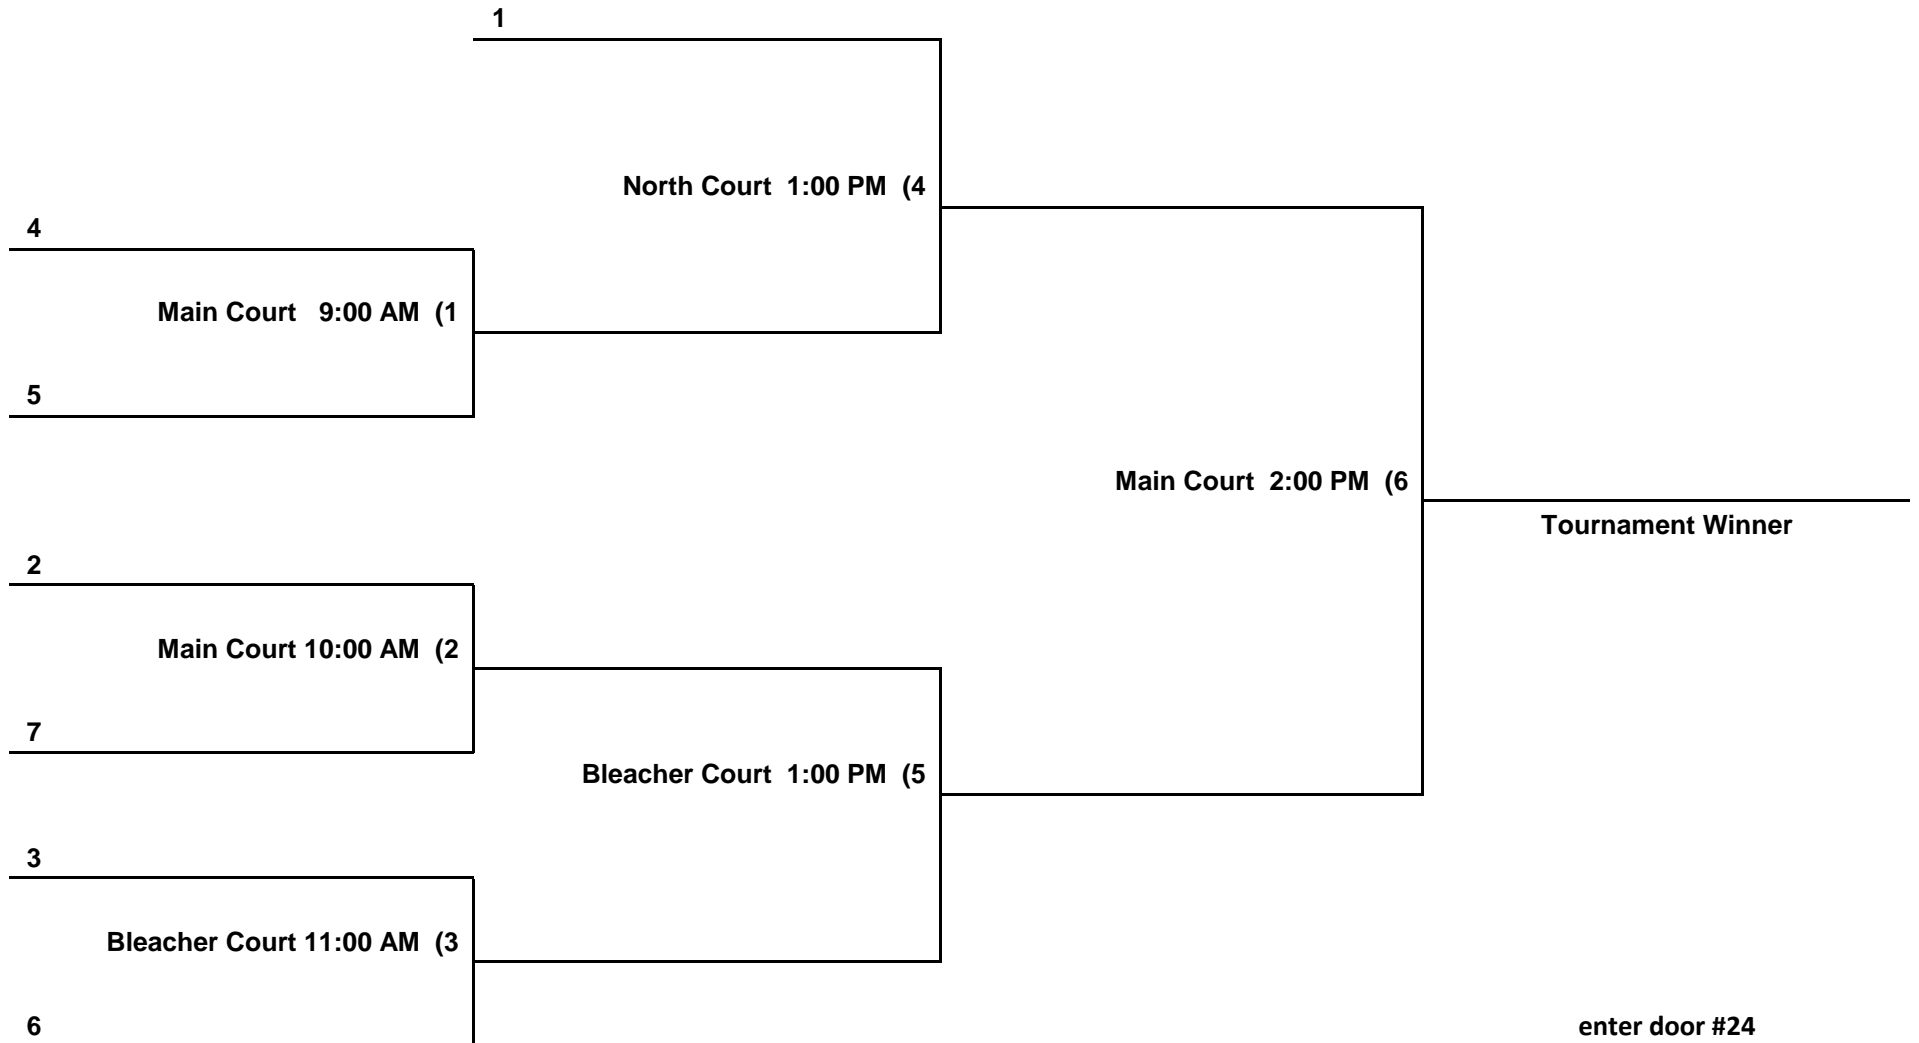 1
North Court  1:00 PM  (4
4
Main Court   9:00 AM  (1
5
Main Court  2:00 PM  (6
Tournament Winner
2
Main Court 10:00 AM  (2
7
Bleacher Court  1:00 PM  (5
3
Bleacher Court 11:00 AM  (3
6
enter door #24